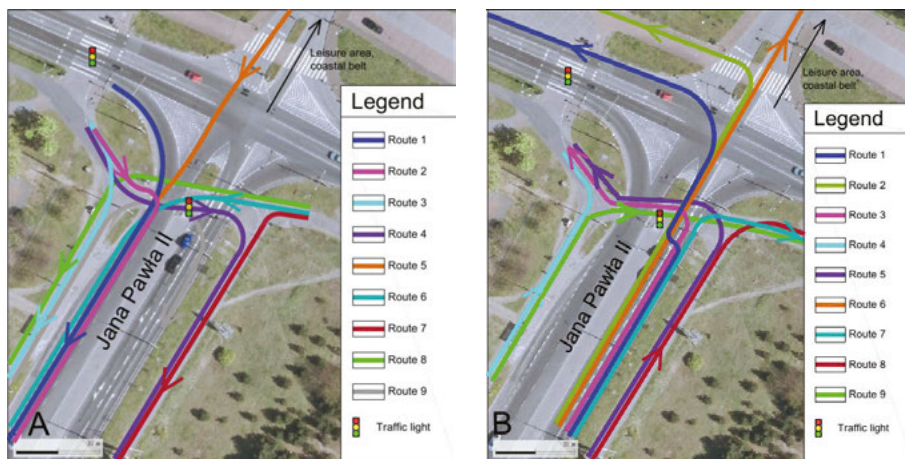 Leisure area,
coastal belt
Legend
Route 1
Route 2
Route 3
Route 4
Route 5
Route 6
Route 7
Route 8
Route 9
Traffic light
Jana Pawła II
A
Leisure area,
coastal belt
Legend
Route 1
Route 2
Route 3
Route 4
Route 5
Route 6
Route 7
Route 8
Route 9
Traffic light
Jana Pawła II
B